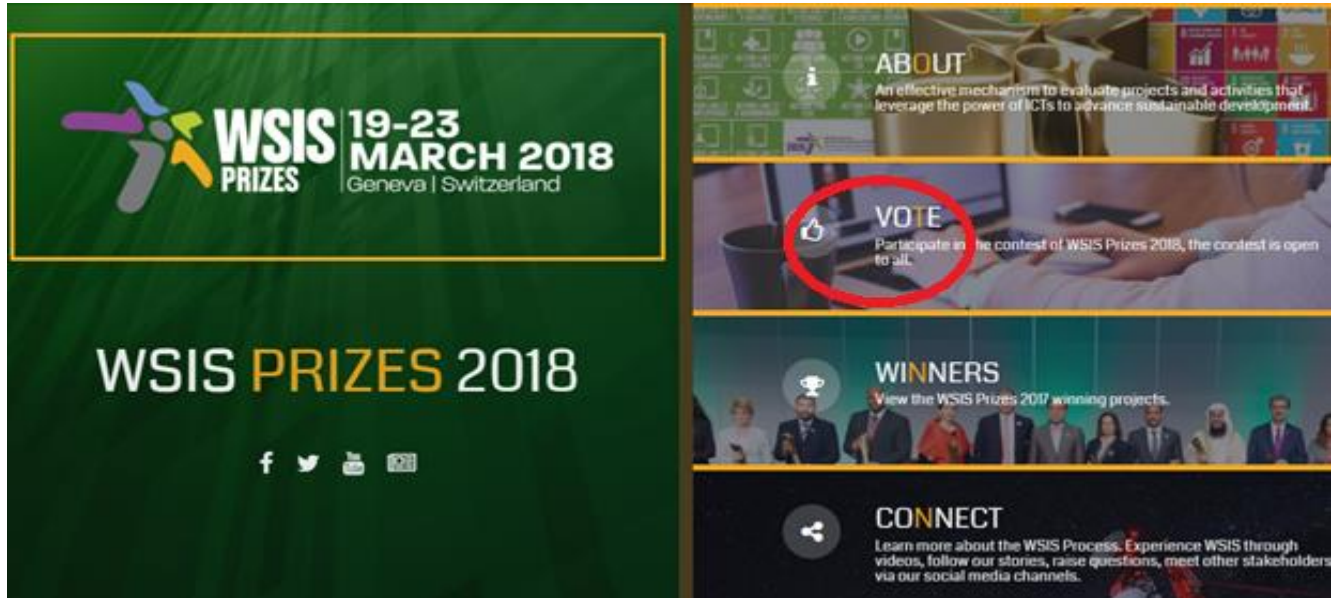 WSIS
PRIZES
19-23
MARCH 2018
Geneva | Switzerland
WSIS PRIZES 2018
ABOUT
An effective mechanism to evaluate projects and activities that
leverage the power of ICTs to advance sustainable development.
VOTE
Participate in the contest of WSIS Prizes 2018, the contest is open
to all.
WINNERS
View the WSIS Prizes 2017 winning projects.
CONNECT
Learn more about the WSIS Process. Experience WSIS through
videos, follow our stories, raise questions, meet other stakeholders
via our social media channels.